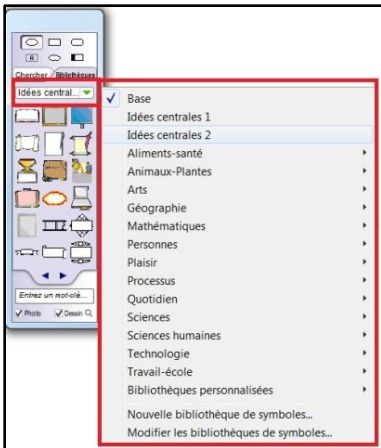 A
Chercher Bibliothèques
Idées central...
Base
Idées centrales 1
Idées centrales 2
Aliments-santé
Animaux-Plantes
Arts
Géographie
Mathématiques
Personnes
Plaisir
Processus
Quotidien
Sciences
Sciences humaines
Technologie
Travail-école
Bibliothèques personnalisées
Nouvelle bibliothèque de symboles...
Modifier les bibliothèques de symboles...
Entrez un mot-clé...
Photo Dessin